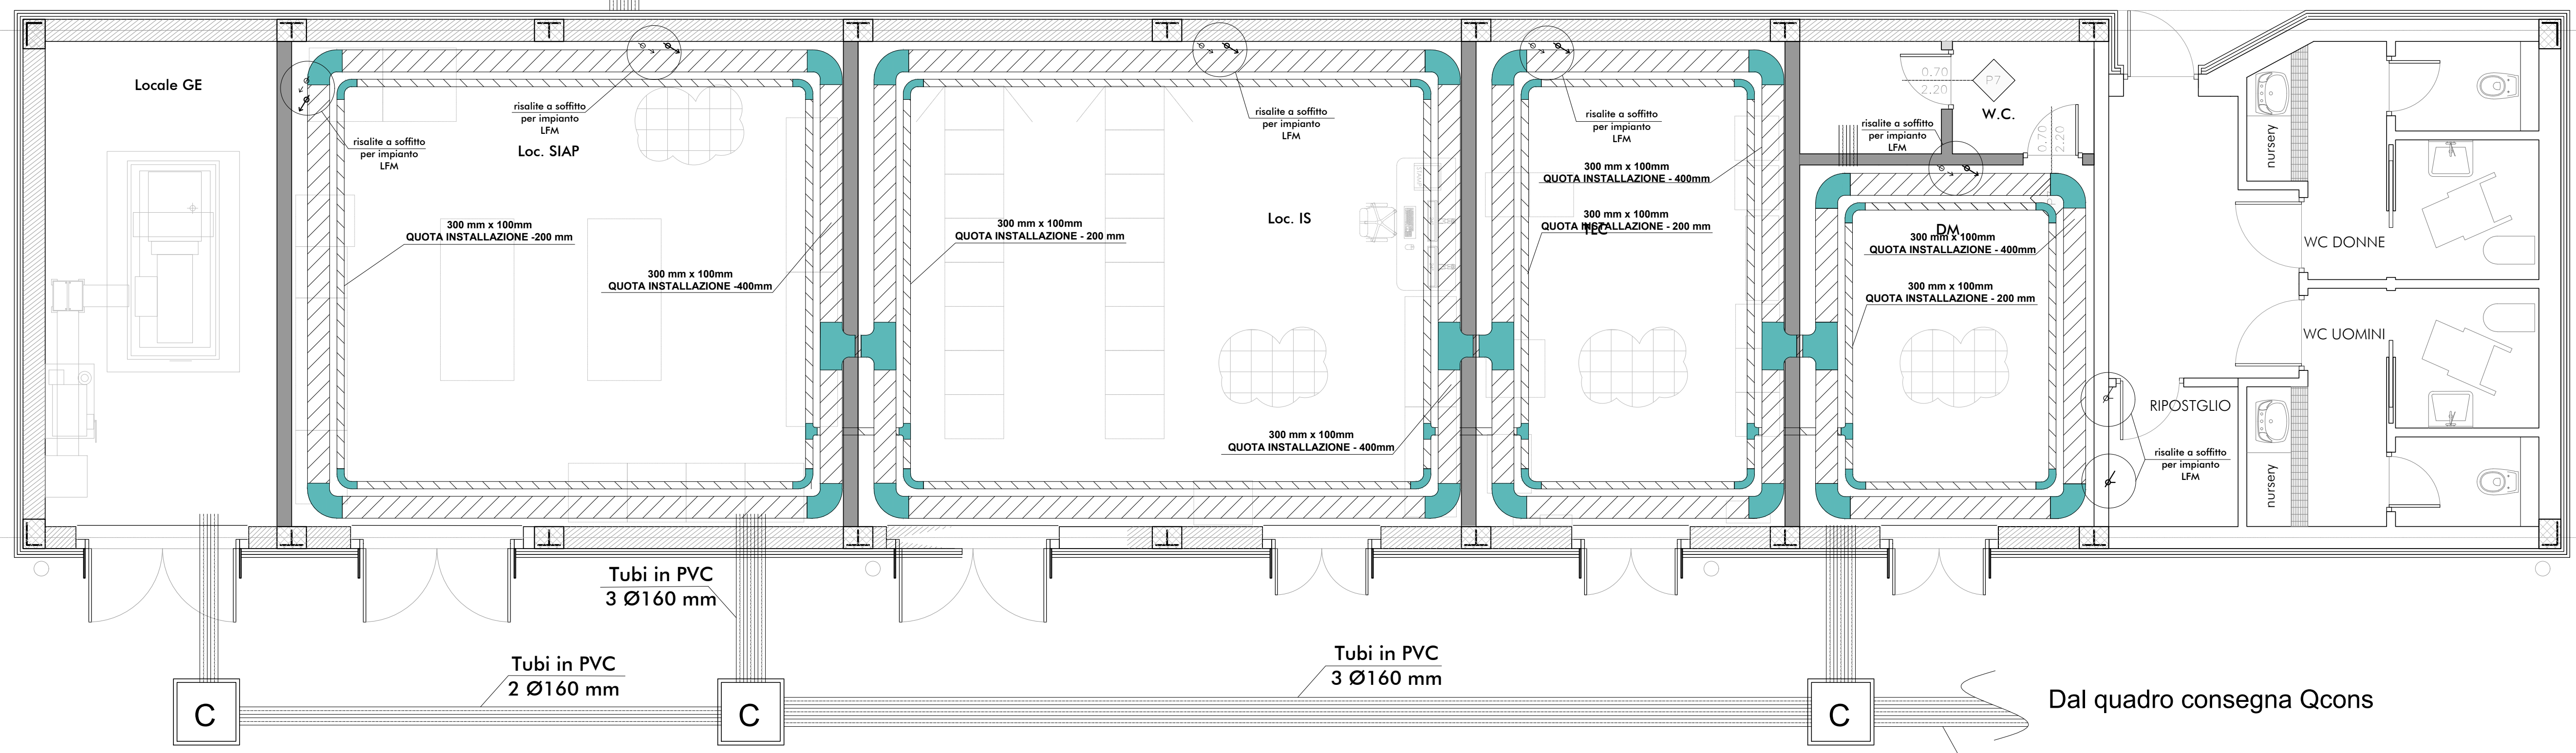 Locale GE
risalite a soffitto
per impianto
LFM
risalite a soffitto
per impianto
LFM
Loc. SIAP
300 mm x 100mm
QUOTA INSTALLAZIONE -200 mm
300 mm x 100mm
QUOTA INSTALLAZIONE -400mm
risalite a soffitto
per impianto
LFM
300 mm x 100mm
QUOTA INSTALLAZIONE - 200 mm
Loc. IS
300 mm x 100mm
QUOTA INSTALLAZIONE - 400mm
risalite a soffitto
per impianto
LFM
300 mm x 100mm
QUOTA INSTALLAZIONE - 400mm
300 mm x 100mm
QUOTA INSTALLAZIONE - 200 mm
TLC
0.70
2.20
P7
W.C.
risalite a soffitto
per impianto
LFM
0.70
2.20
DM
300 mm x 100mm
QUOTA INSTALLAZIONE - 400mm
300 mm x 100mm
QUOTA INSTALLAZIONE - 200 mm
nursery
WC DONNE
WC UOMINI
RIPOSTGLIO
risalite a soffitto
per impianto
LFM
nursery
Tubi in PVC
3 Ø160 mm
Tubi in PVC
2 Ø160 mm
Tubi in PVC
3 Ø160 mm
C
C
C
Dal quadro consegna Qcons